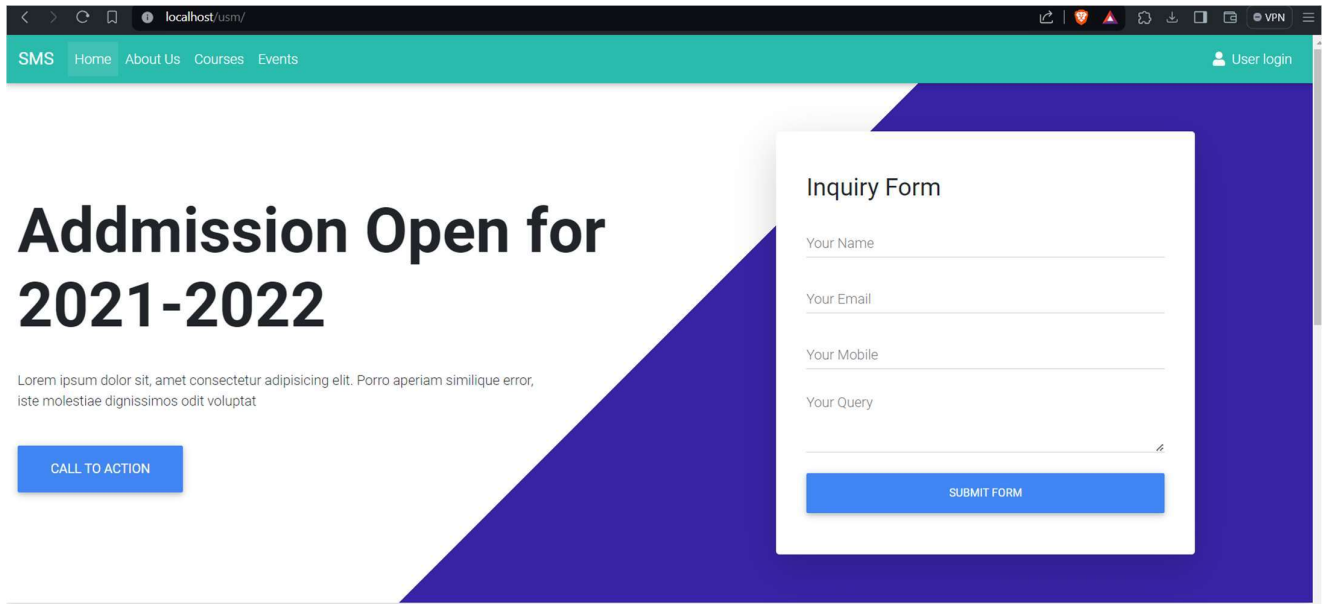 localhost/usm/
VPN
SMS Home About Us Courses Events User login
Addmission Open for
2021-2022
Lorem ipsum dolor sit, amet consectetur adipisicing elit. Porro aperiam similique error,
iste molestiae dignissimos odit voluptat
CALL TO ACTION
Inquiry Form
Your Name
Your Email
Your Mobile
Your Query
SUBMIT FORM